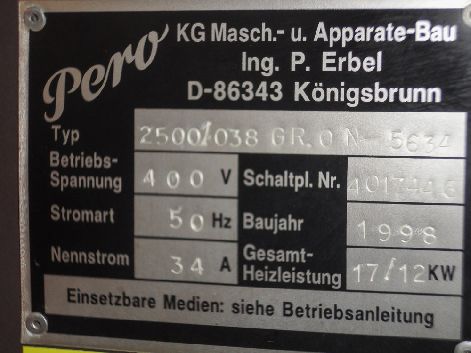 Pero KG Masch.- u. Apparate-Bau
Ing. P. Erbel
D-86343 Königsbrunn
Typ 2500/038 GR. 0 N- 5634
Betriebs-Spannung 400 V Schaltpl. Nr.
Stromart 50 Hz Baujahr 1998
Nennstrom 34 A Gesamt-Heizleistung 17/12 KW
Einsetzbare Medien: siehe Betriebsanleitung